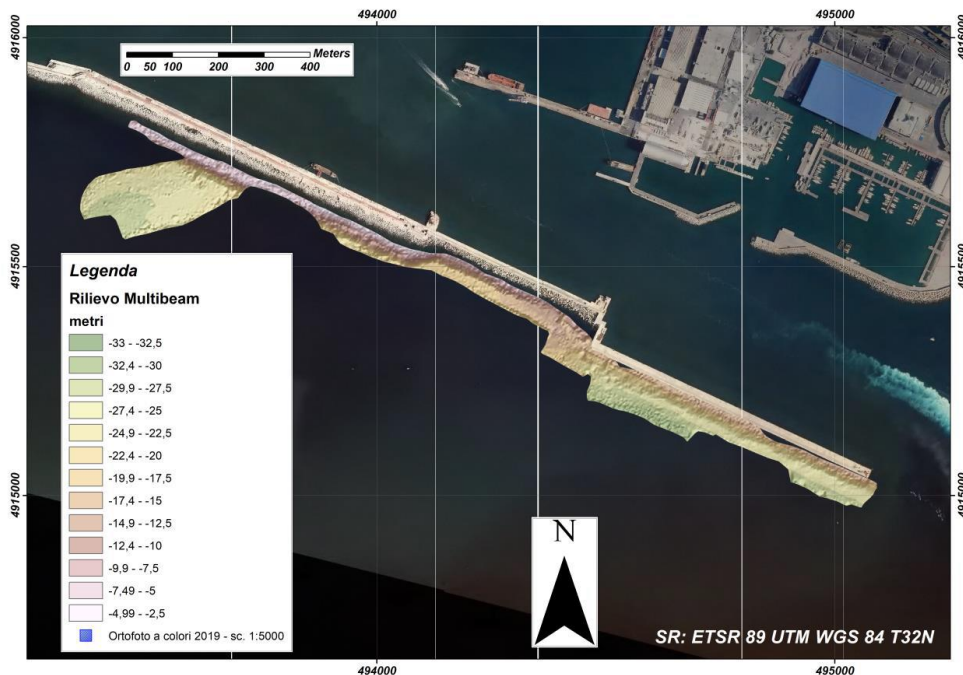 494000
495000
4916000
4916000
Meters
0 50 100 200 300 400
4915500
4915500
Legenda
Rilievo Multibeam
metri
-33 - -32,5
-32,4 - -30
-29,9 - -27,5
-27,4 - -25
-24,9 - -22,5
-22,4 - -20
-19,9 - -17,5
-17,4 - -15
-14,9 - -12,5
-12,4 - -10
-9,9 - -7,5
-7,49 - -5
-4,99 - -2,5
Ortofoto a colori 2019 - sc. 1:5000
4915000
4915000
N
SR: ETSR 89 UTM WGS 84 T32N
494000
495000